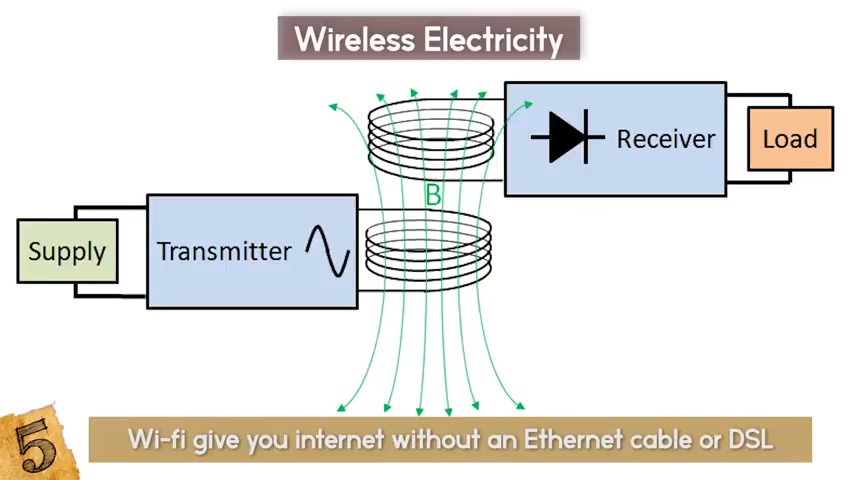 Wireless Electricity
Receiver
Load
B
Supply
Transmitter
5
Wi-fi give you internet without an Ethernet cable or DSL